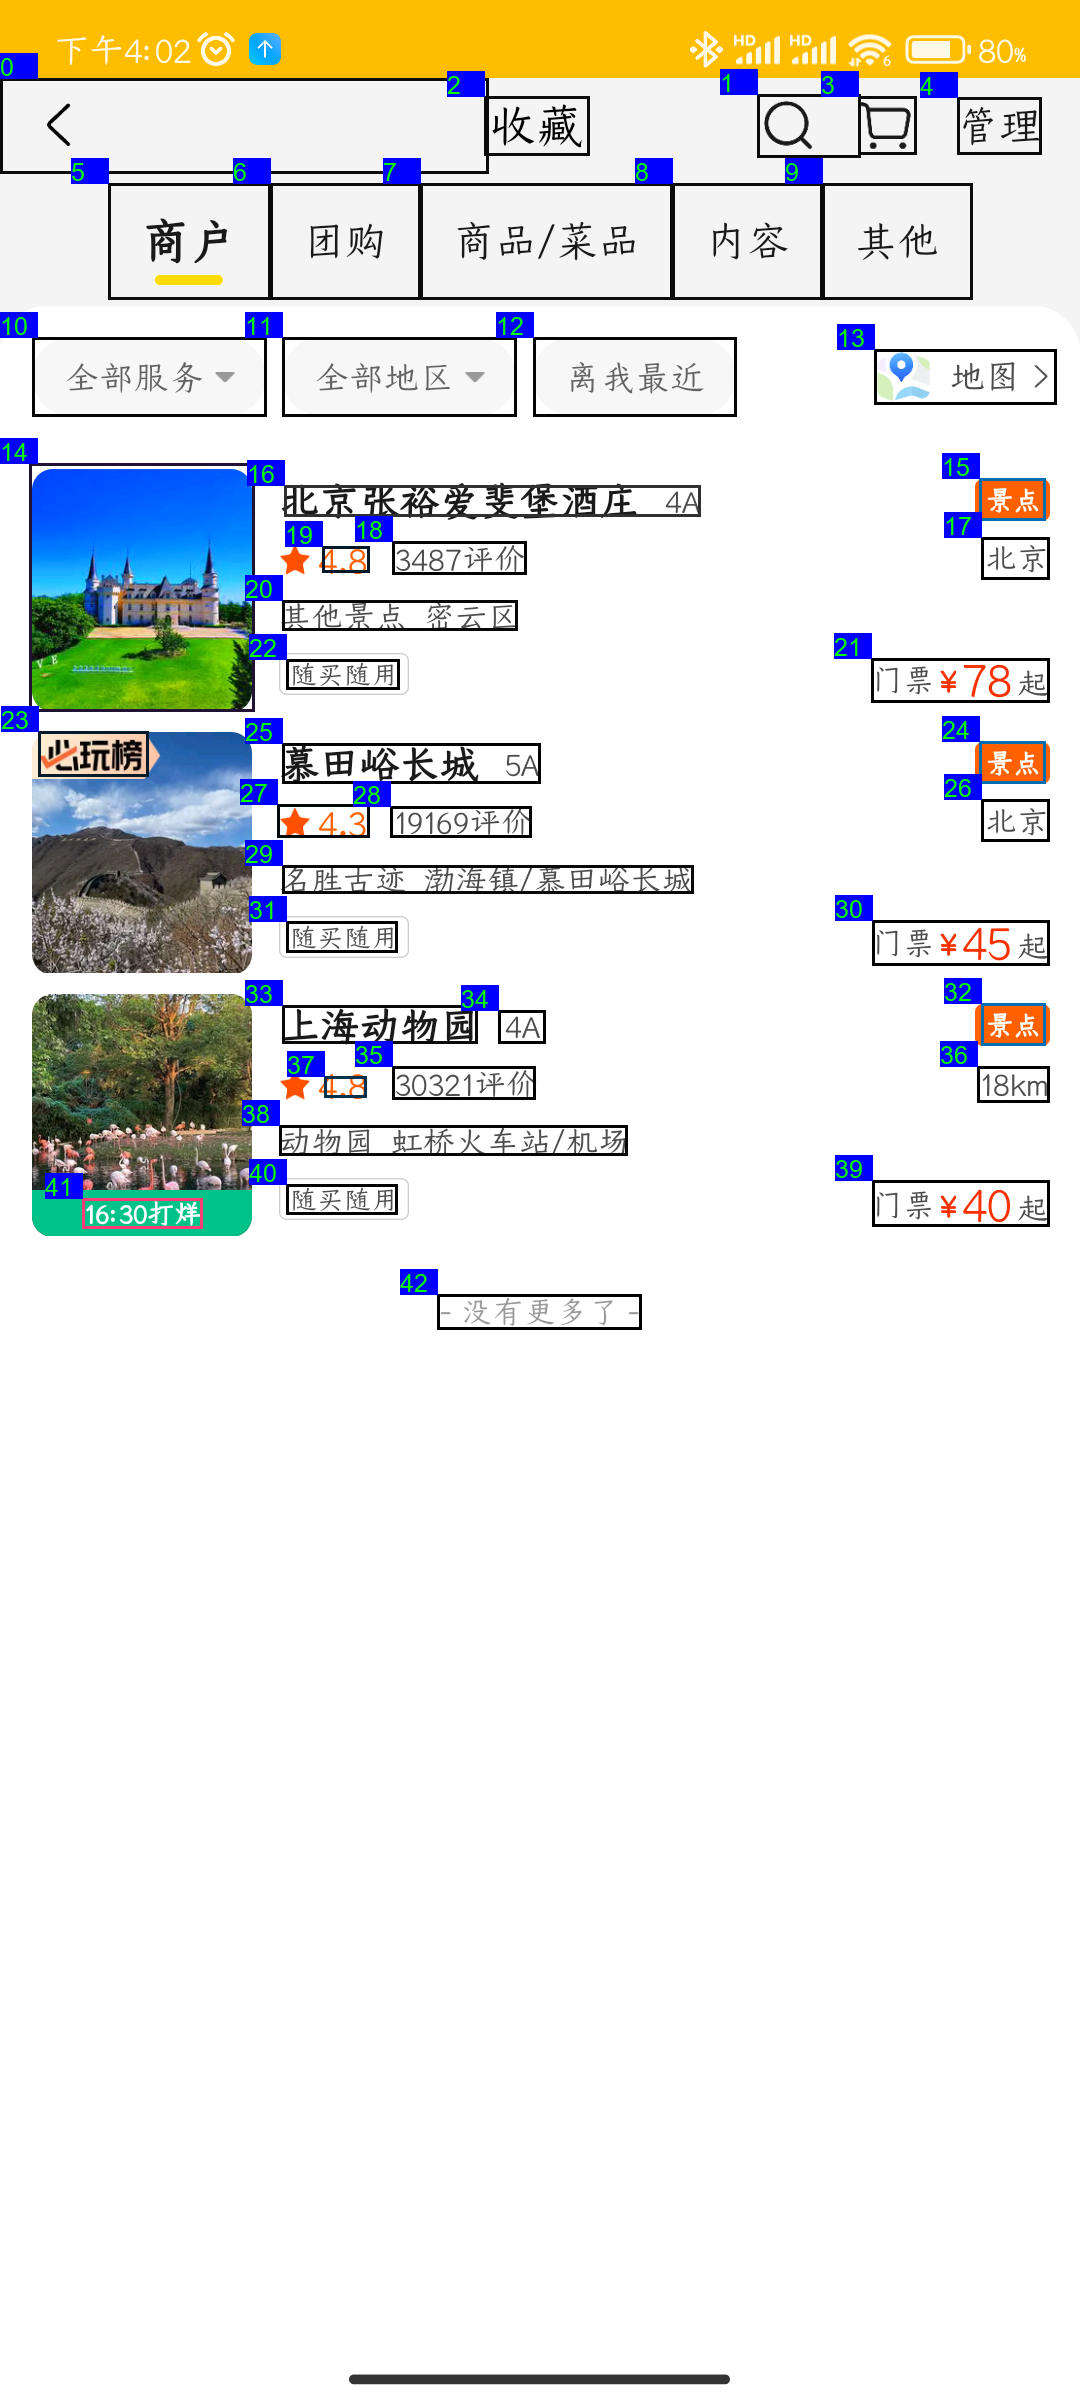 下午4:02 HD HD 6 80%
0 2 收藏 1 3 4 管理
5 商户 6 团购 7 商品/菜品 8 内容 9 其他
10 全部服务 11 全部地区 12 离我最近 13 地图
14 16 北京张裕爱斐堡酒庄 4A 15 景点
19 4.8 18 3487评价 17 北京
20 其他景点 密云区
22 随买随用 21 门票¥78起
23 必玩榜 25 慕田峪长城 5A 24 景点
27 4.3 28 19169评价 26 北京
29 名胜古迹 渤海镇/慕田峪长城
31 随买随用 30 门票¥45起
33 上海动物园 34 4A 32 景点
37 4.8 35 30321评价 36 18km
38 动物园 虹桥火车站/机场
40 随买随用 39 门票¥40起
41 16:30打烊
42 - 没有更多了 -